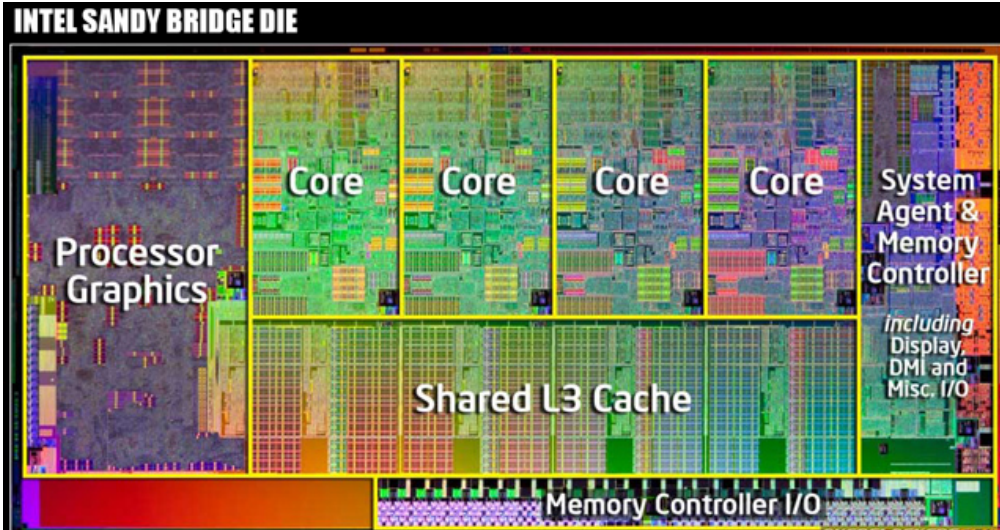 INTEL SANDY BRIDGE DIE
Processor
Graphics
Core
Core
Core
Core
System
Agent &
Memory
Controller
including
Display,
DMI and
Misc. I/O
Shared L3 Cache
Memory Controller I/O